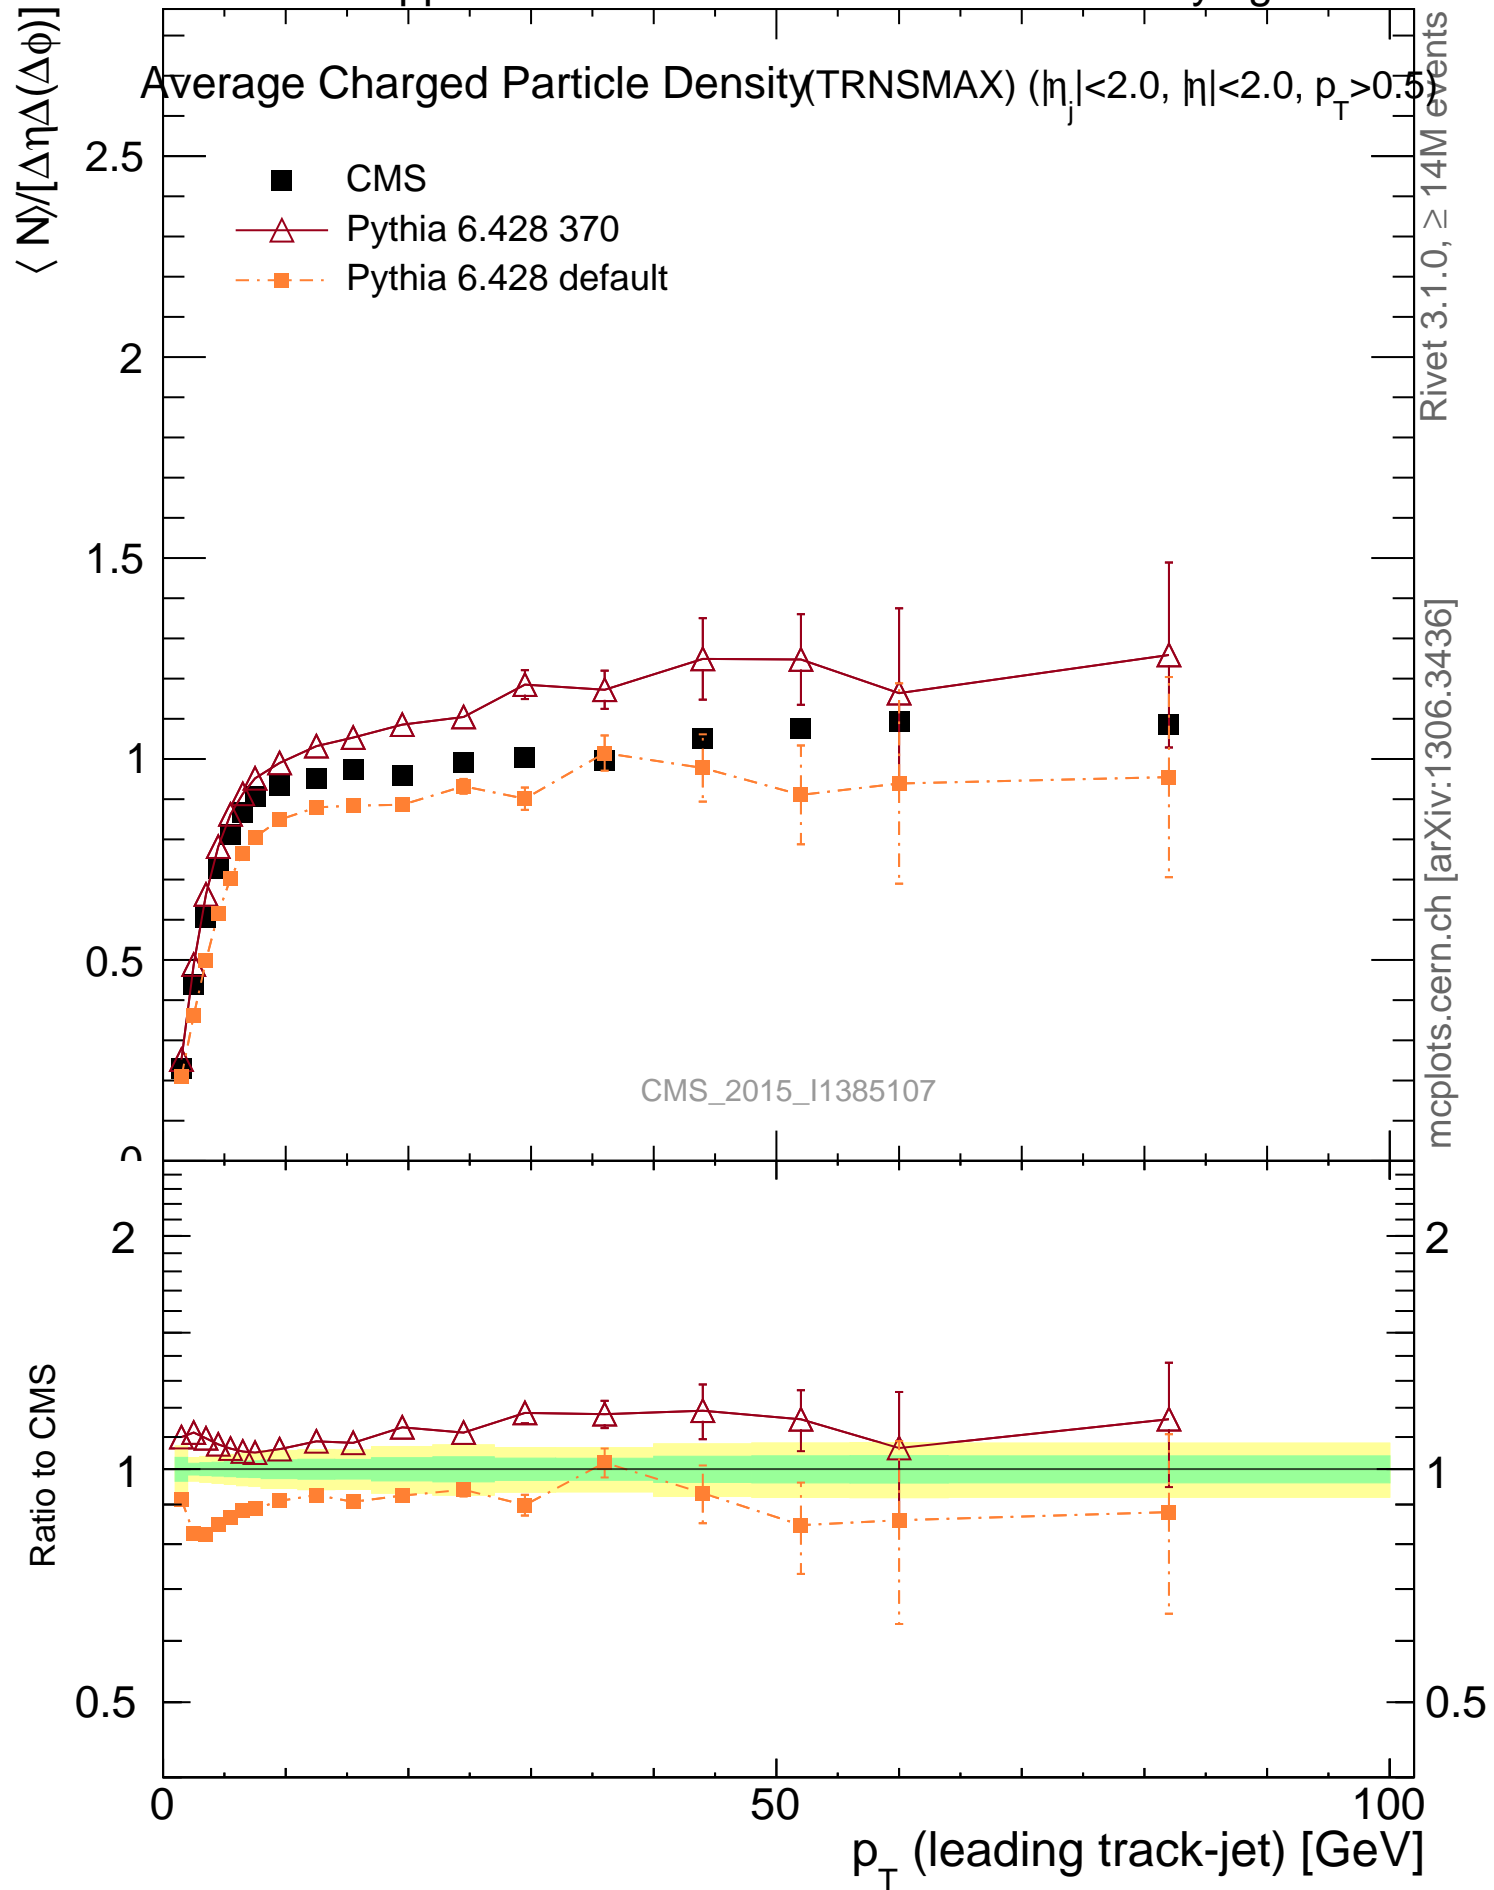 Average Charged Particle Density (TRNSMAX) (|η_j|<2.0, |η|<2.0, p_T>0.5)
⟨ N⟩/[ΔηΔ(Δϕ)]
CMS
Pythia 6.428 370
Pythia 6.428 default
2.5
2
1.5
1
0.5
0
CMS_2015_I1385107
Rivet 3.1.0, ≥ 14M events
mcplots.cern.ch [arXiv:1306.3436]
Ratio to CMS
2
1
0.5
2
1
0.5
0
50
100
p_T (leading track-jet) [GeV]